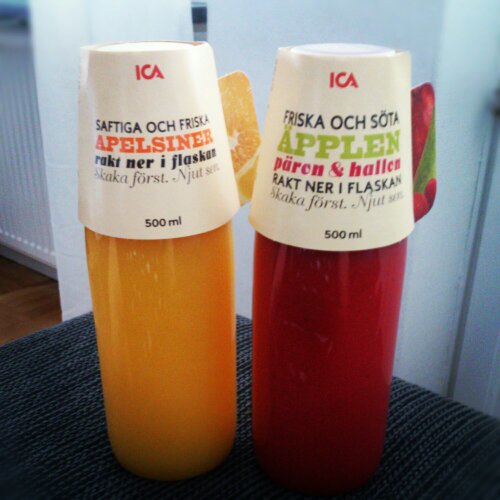 ICA
SAFTIGA OCH FRISKA
APELSINER
rakt ner i flaskan
Skaka först. Njut sen.
500 ml
ICA
FRISKA OCH SÖTA
ÄPPLEN
päron & hallon
RAKT NER I FLASKAN
Skaka först. Njut sen.
500 ml